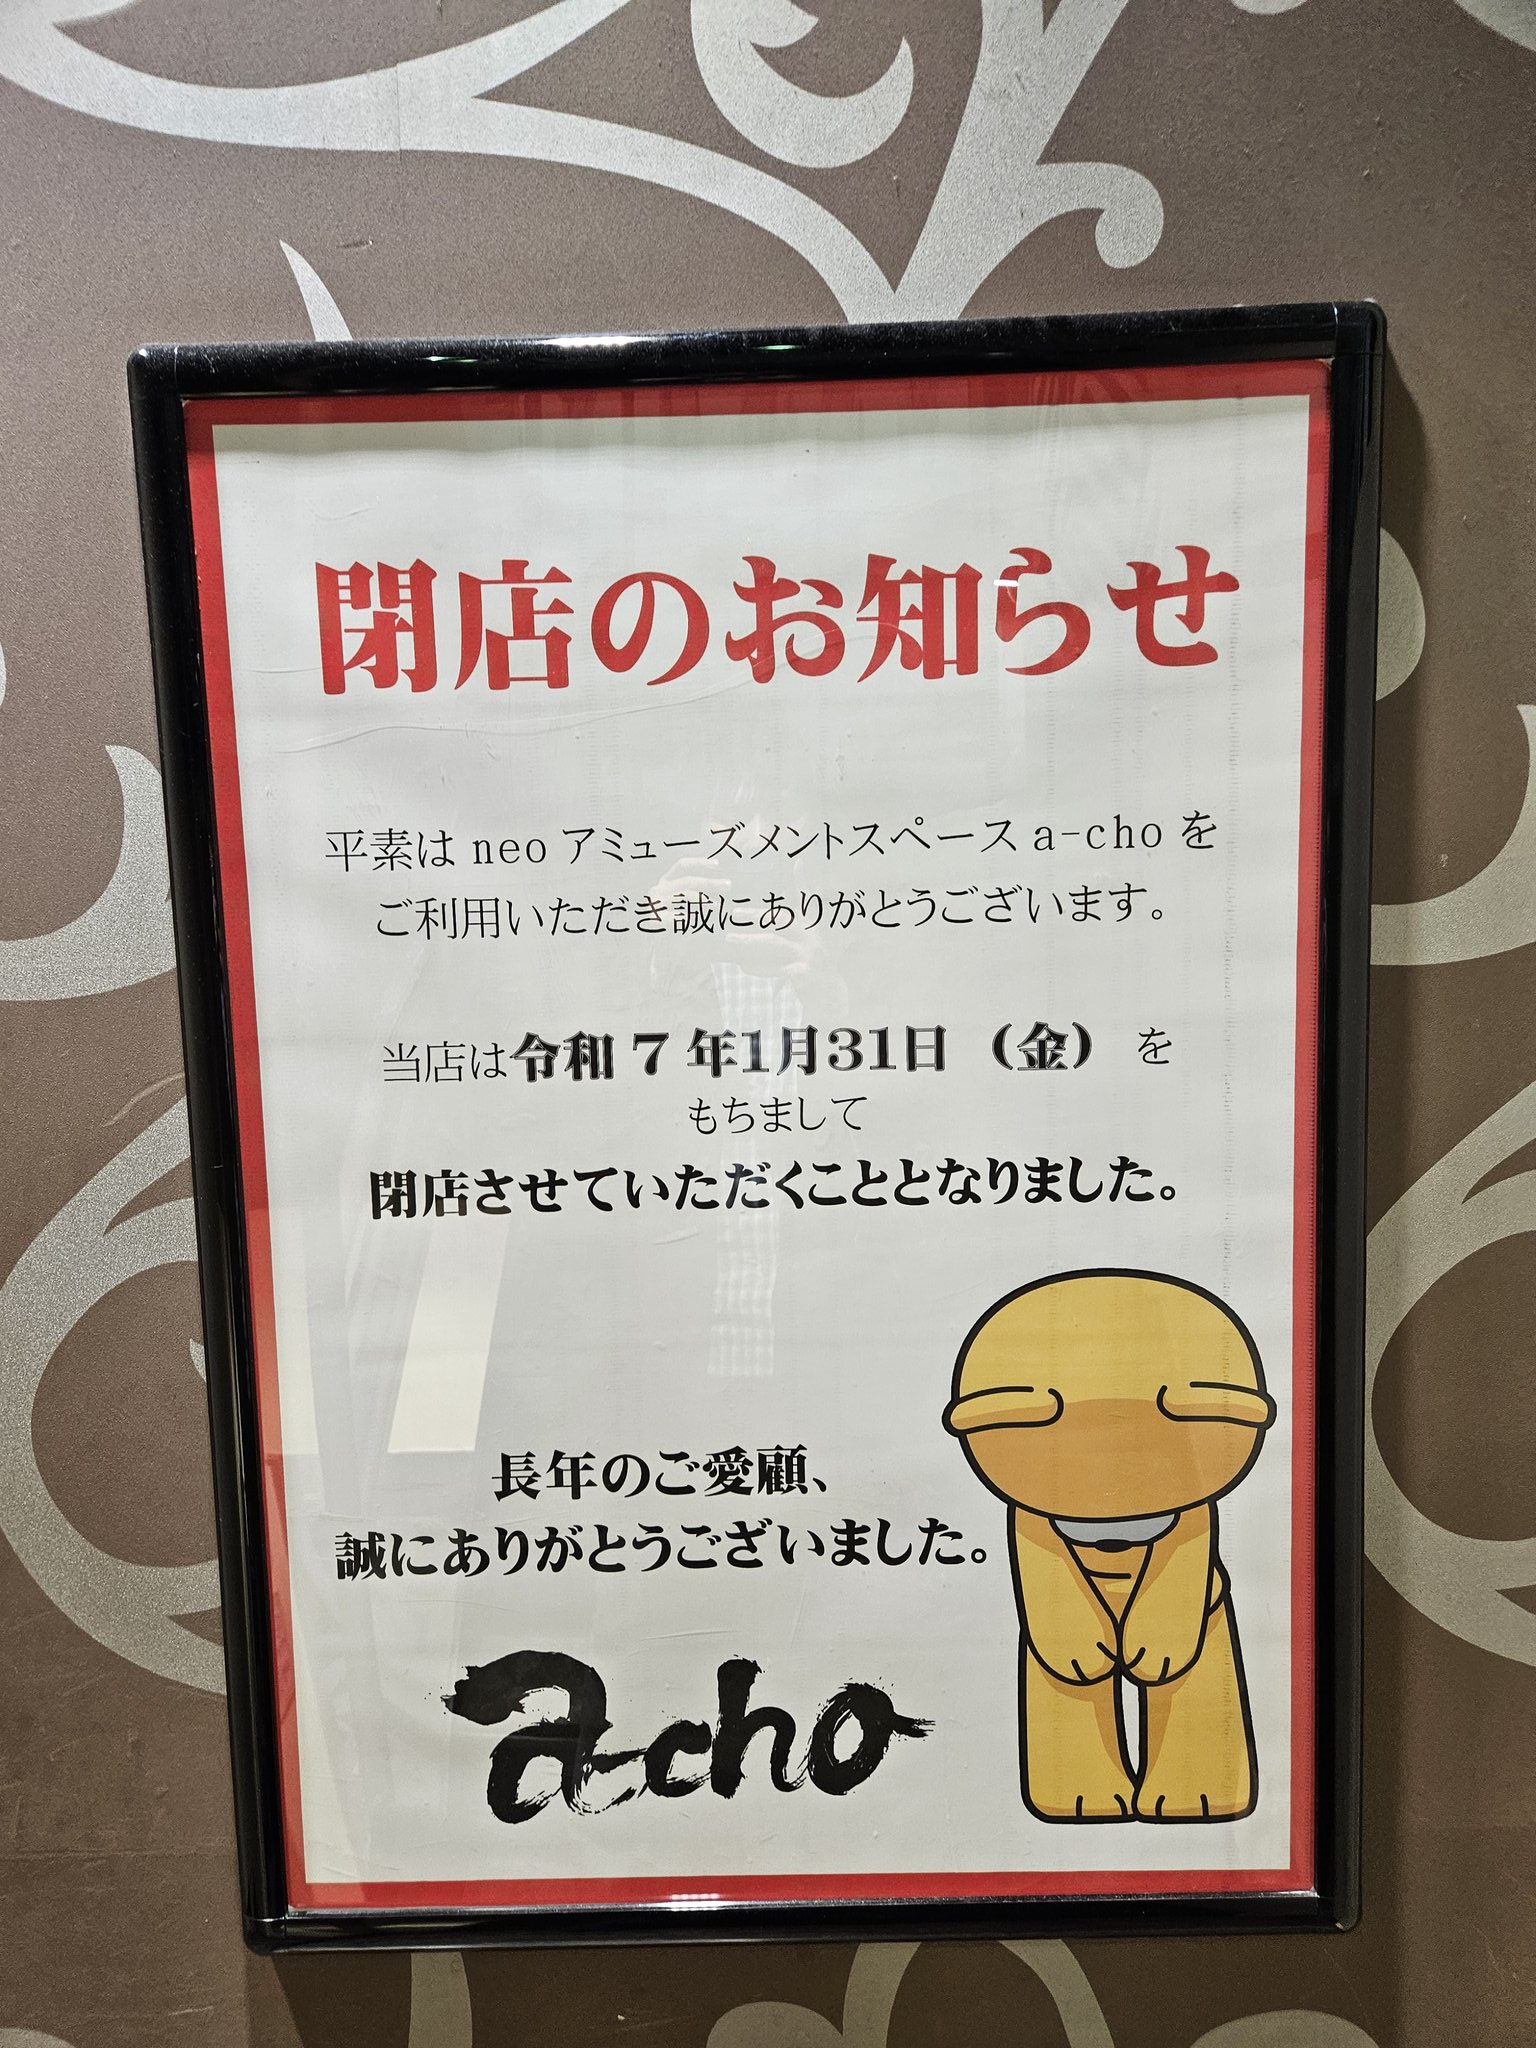 閉店のお知らせ
平素は neo アミューズメントスペース a-cho を
ご利用いただき誠にありがとうございます。
当店は令和 7 年1月31日 （金） を
もちまして
閉店させていただくこととなりました。
長年のご愛顧、
誠にありがとうございました。
a-cho